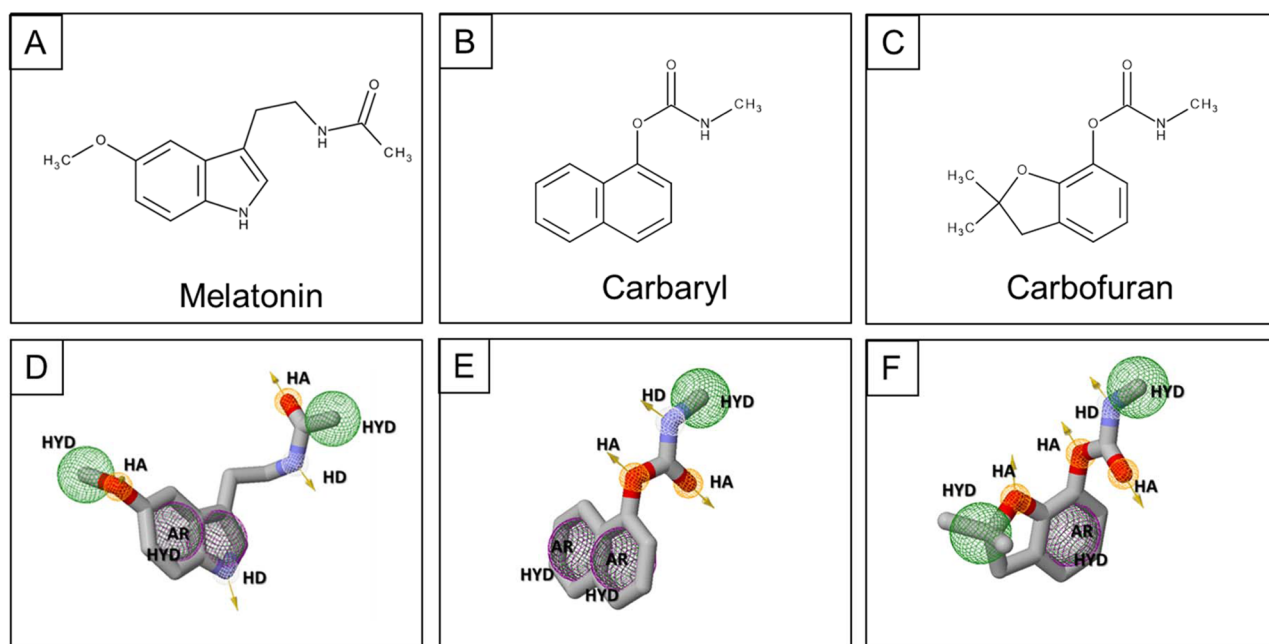 A
O
O
N
H
CH₃
H₃C
N
H
Melatonin
B
O
CH₃
O
N
H
Carbaryl
C
O
CH₃
O
N
H
O
H₃C
H₃C
Carbofuran
D
HA
HYD
HYD
HA
HD
AR
HYD
HD
E
HD
HYD
HA
HA
AR
AR
HYD
HYD
F
HYD
HD
HA
HA
HA
HYD
AR
HYD